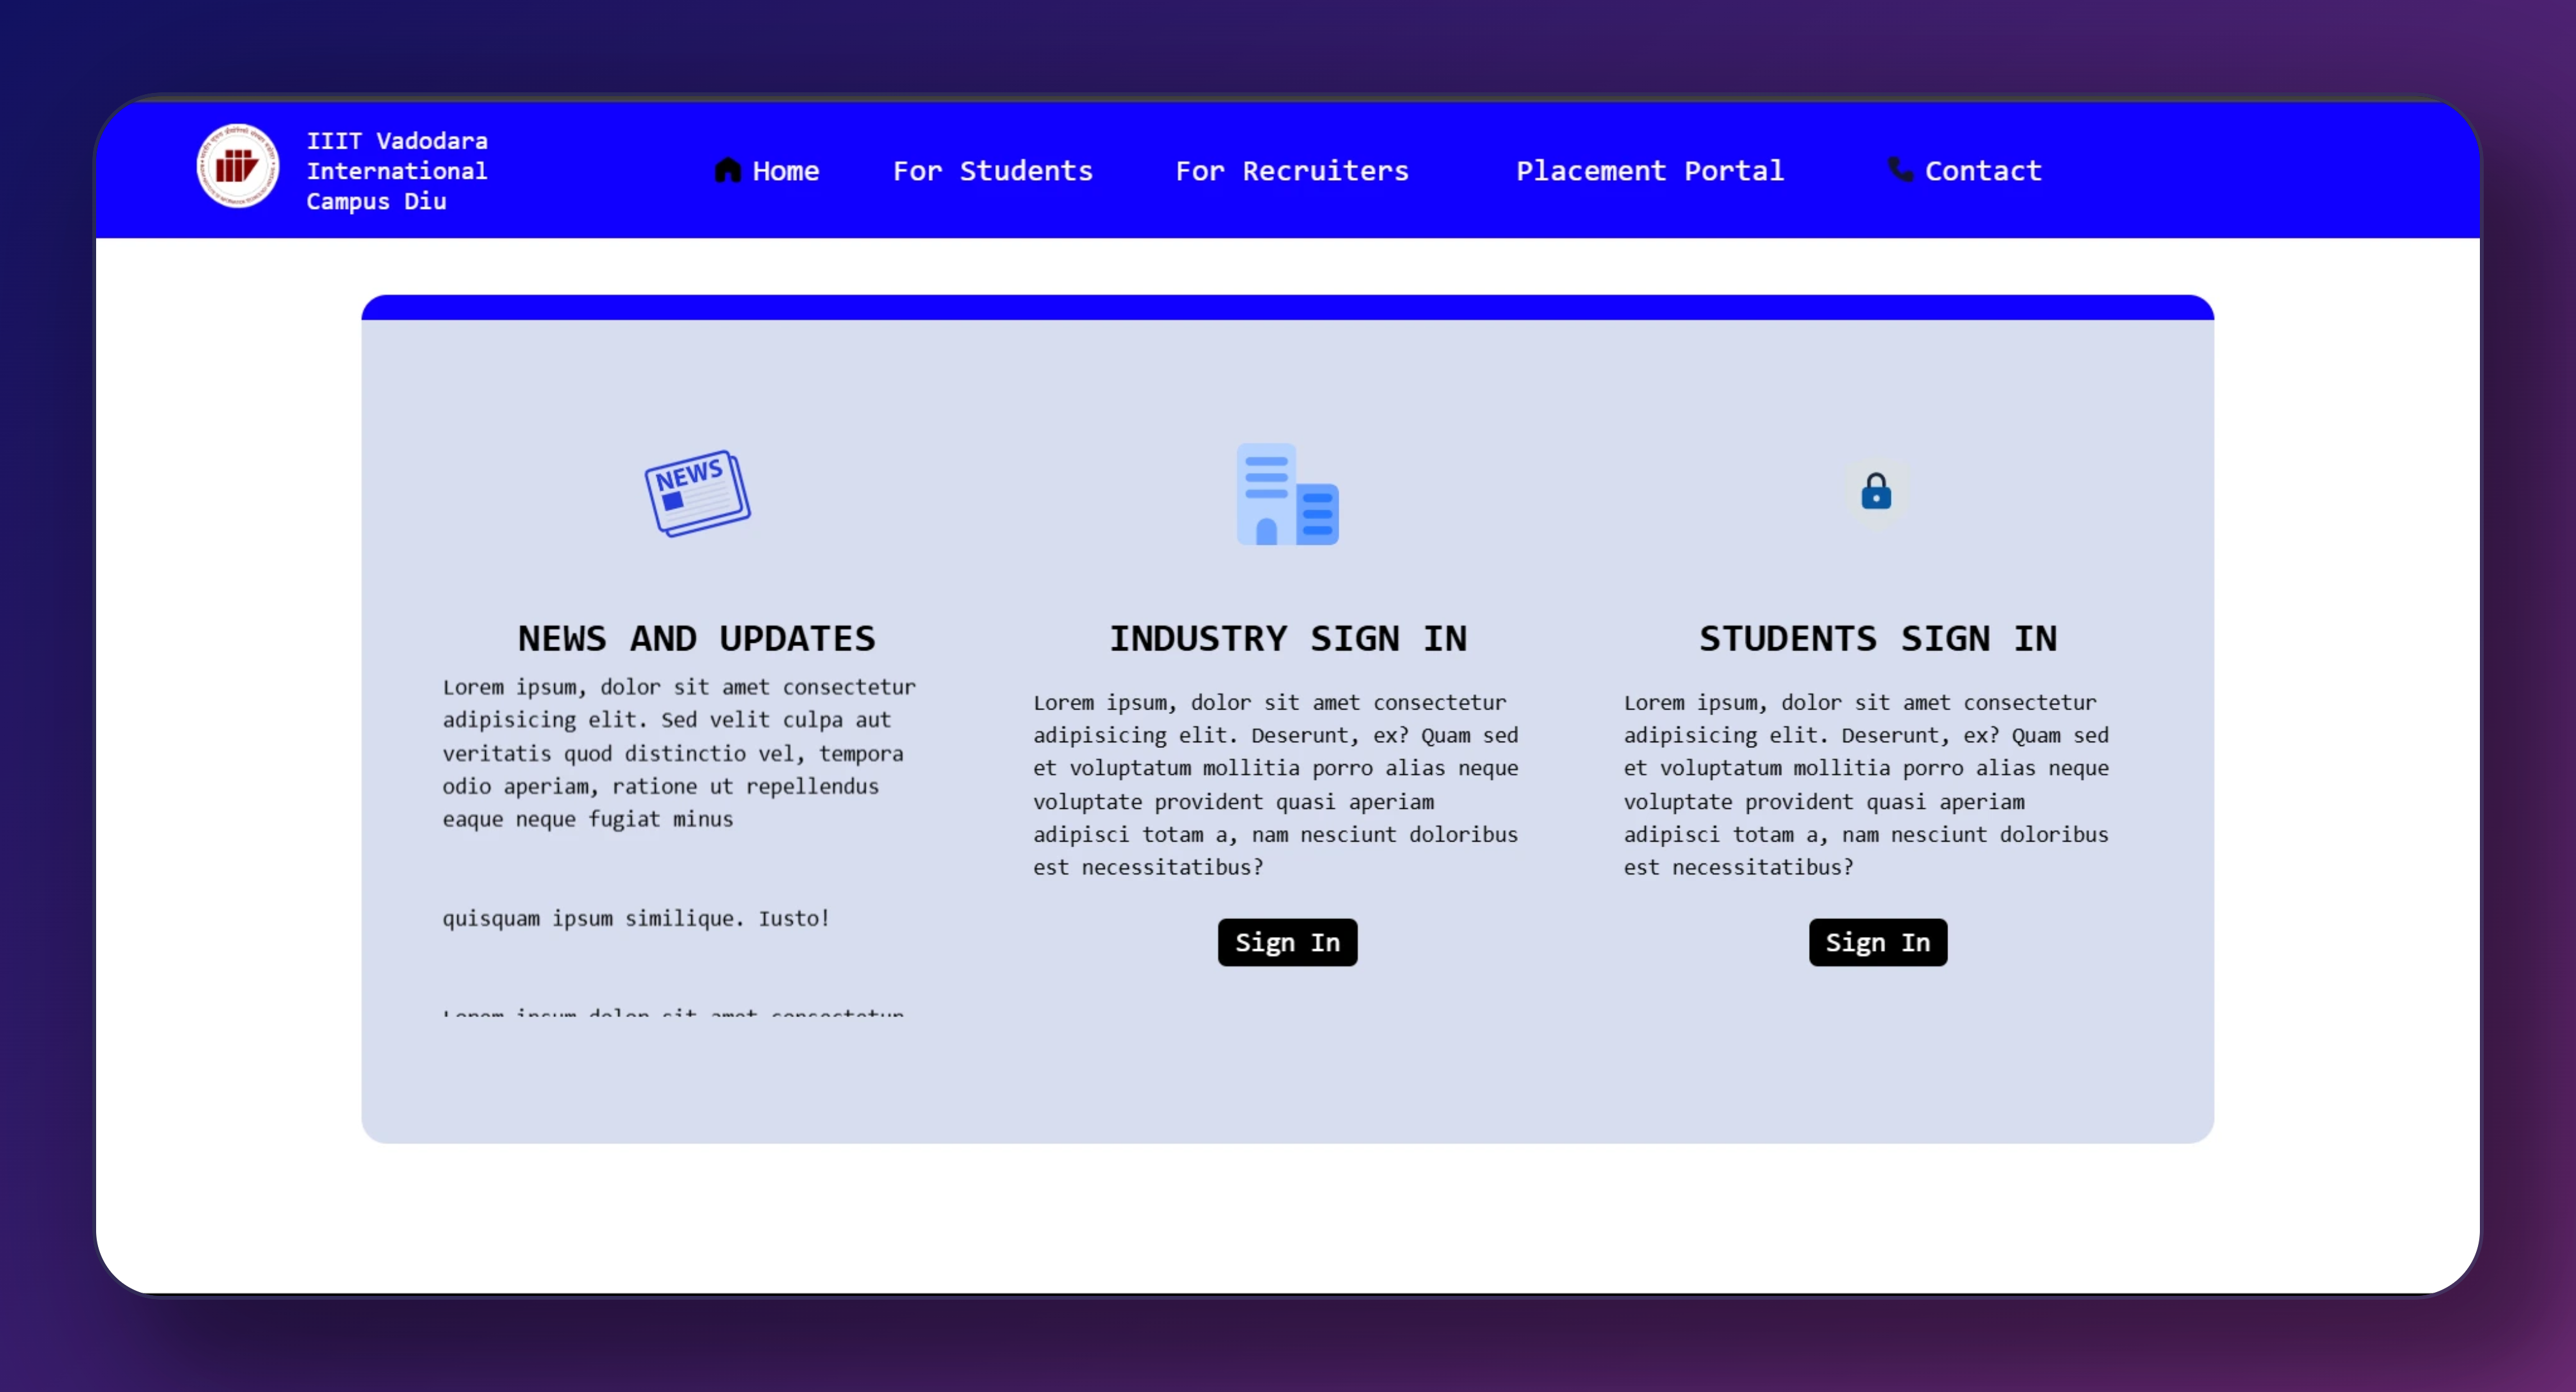 IIIT Vadodara
International
Campus Diu
Home
For Students
For Recruiters
Placement Portal
Contact
NEWS
NEWS AND UPDATES
Lorem ipsum, dolor sit amet consectetur
adipisicing elit. Sed velit culpa aut
veritatis quod distinctio vel, tempora
odio aperiam, ratione ut repellendus
eaque neque fugiat minus
quisquam ipsum similique. Iusto!
Lorem ipsum dolor sit amet consectetur
INDUSTRY SIGN IN
Lorem ipsum, dolor sit amet consectetur
adipisicing elit. Deserunt, ex? Quam sed
et voluptatum mollitia porro alias neque
voluptate provident quasi aperiam
adipisci totam a, nam nesciunt doloribus
est necessitatibus?
Sign In
STUDENTS SIGN IN
Lorem ipsum, dolor sit amet consectetur
adipisicing elit. Deserunt, ex? Quam sed
et voluptatum mollitia porro alias neque
voluptate provident quasi aperiam
adipisci totam a, nam nesciunt doloribus
est necessitatibus?
Sign In